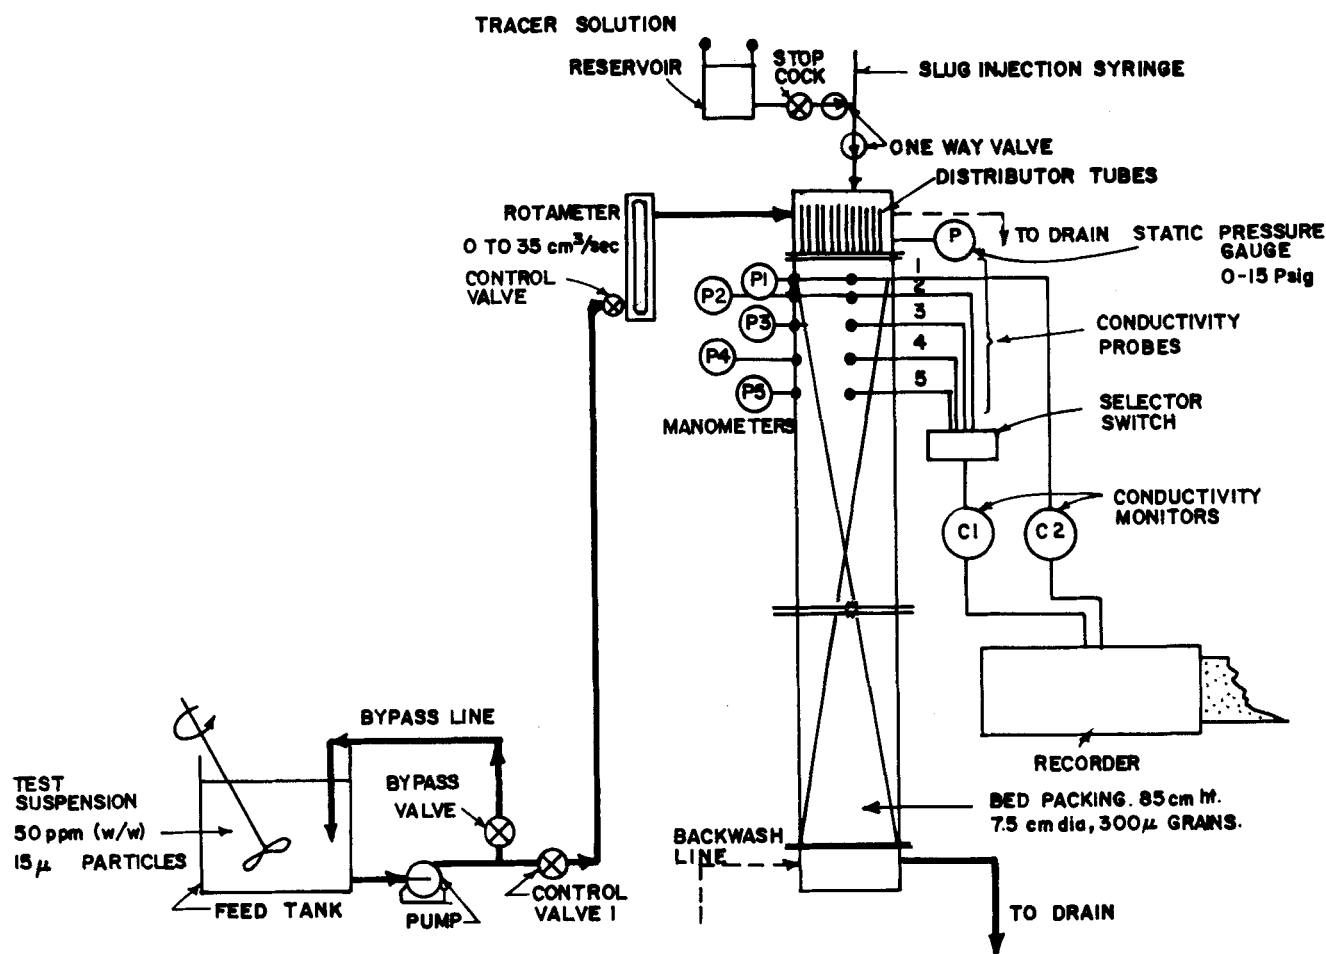 TRACER SOLUTION
RESERVOIR
STOP
COCK
SLUG INJECTION SYRINGE
ONE WAY VALVE
DISTRIBUTOR TUBES
ROTAMETER
0 TO 35 cm³/sec
CONTROL
VALVE
P
TO DRAIN
STATIC PRESSURE
GAUGE
0-15 Psig
P1
P2
P3
P4
P5
MANOMETERS
1
2
3
4
5
CONDUCTIVITY
PROBES
SELECTOR
SWITCH
CONDUCTIVITY
MONITORS
C1
C2
RECORDER
BYPASS LINE
BYPASS
VALVE
TEST
SUSPENSION
50 ppm (w/w)
15μ PARTICLES
FEED TANK
PUMP
CONTROL
VALVE 1
BED PACKING. 85cm ht.
7.5 cm dia, 300μ GRAINS.
BACKWASH
LINE
TO DRAIN